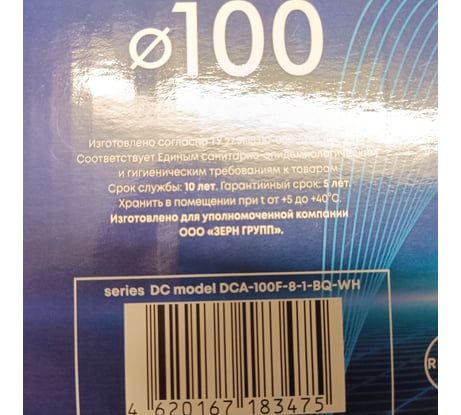 ø100
Изготовлено согласно ТУ
Соответствует Единым санитарно-эпидемиологическим
и гигиеническим требованиям к товарам
Срок службы: 10 лет. Гарантийный срок: 5 лет.
Хранить в помещении при t от +5 до +40°С.
Изготовлено для уполномоченной компании
ООО «ЗЕРН ГРУПП».
series DC model DCA-100F-8-1-BQ-WH
4 620167 183475